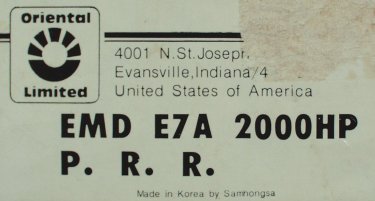 Oriental
Limited
4001 N.St.Joseph
Evansville,Indiana/4
United States of America
EMD E7A 2000HP
P. R. R.
Made in Korea by Samhongsa